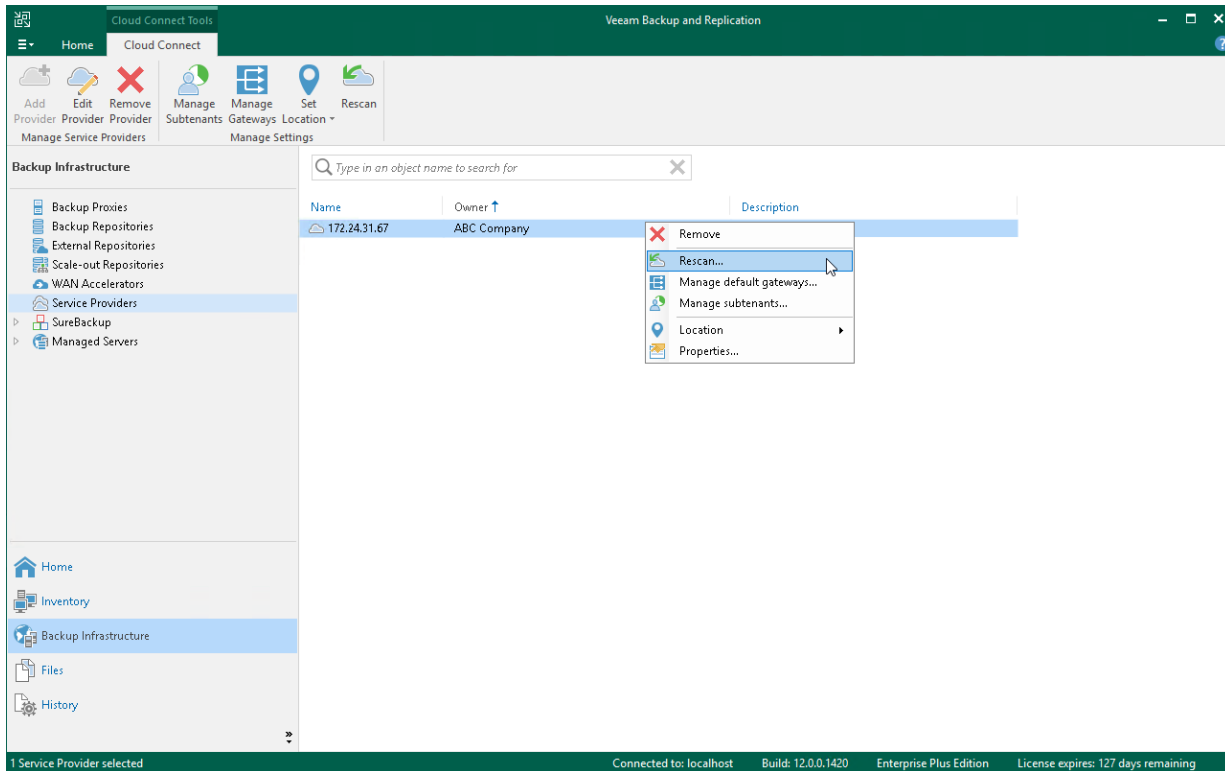 Cloud Connect Tools
Veeam Backup and Replication
Home
Cloud Connect
Add Provider
Edit Provider
Remove Provider
Manage Subtenants
Manage Gateways
Set Location
Rescan
Manage Service Providers
Manage Settings
Backup Infrastructure
Backup Proxies
Backup Repositories
External Repositories
Scale-out Repositories
WAN Accelerators
Service Providers
SureBackup
Managed Servers
Type in an object name to search for
Name Owner Description
172.24.31.67 ABC Company
Remove
Rescan...
Manage default gateways...
Manage subtenants...
Location
Properties...
Home
Inventory
Backup Infrastructure
Files
History
1 Service Provider selected
Connected to: localhost
Build: 12.0.0.1420
Enterprise Plus Edition
License expires: 127 days remaining